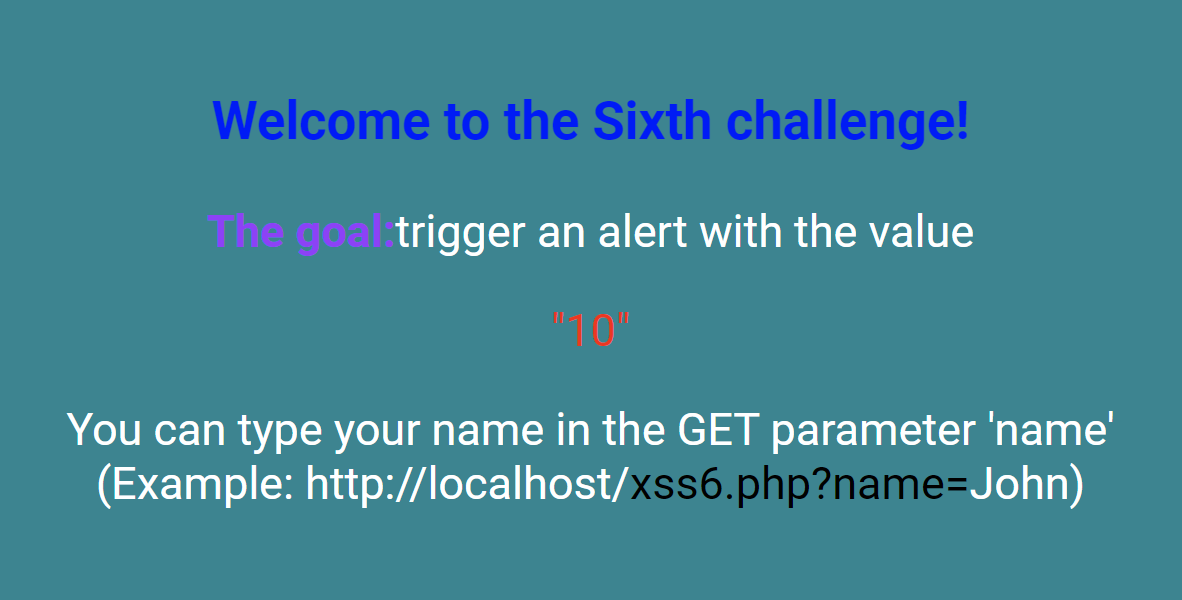 Welcome to the Sixth challenge!
The goal:trigger an alert with the value
"10"
You can type your name in the GET parameter 'name'
(Example: http://localhost/xss6.php?name=John)